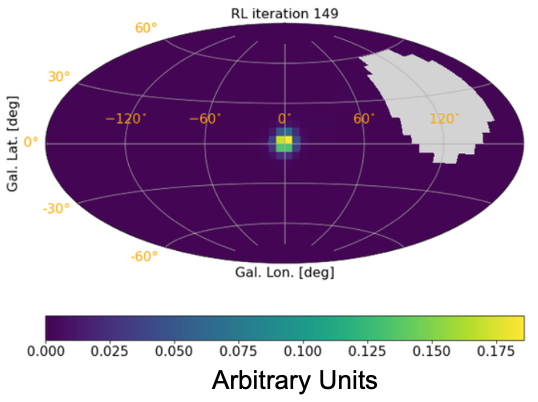 RL iteration 149
60°
30°
0°
-30°
-60°
−120° −60° 0° 60° 120°
Gal. Lat. [deg]
Gal. Lon. [deg]
0.000 0.025 0.050 0.075 0.100 0.125 0.150 0.175
Arbitrary Units